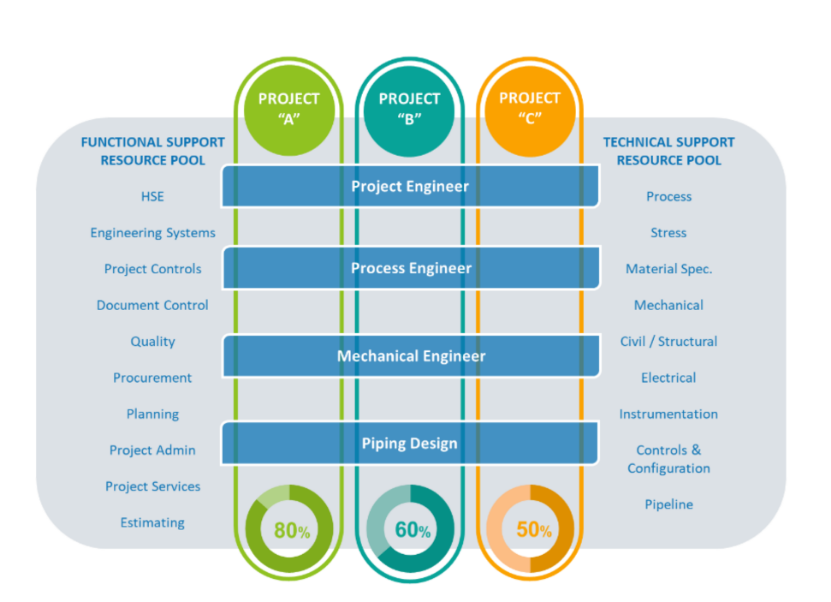 PROJECT
“A”
PROJECT
“B”
PROJECT
“C”
FUNCTIONAL SUPPORT
RESOURCE POOL
HSE
Engineering Systems
Project Controls
Document Control
Quality
Procurement
Planning
Project Admin
Project Services
Estimating
Project Engineer
Process Engineer
Mechanical Engineer
Piping Design
80%
60%
50%
TECHNICAL SUPPORT
RESOURCE POOL
Process
Stress
Material Spec.
Mechanical
Civil / Structural
Electrical
Instrumentation
Controls &
Configuration
Pipeline